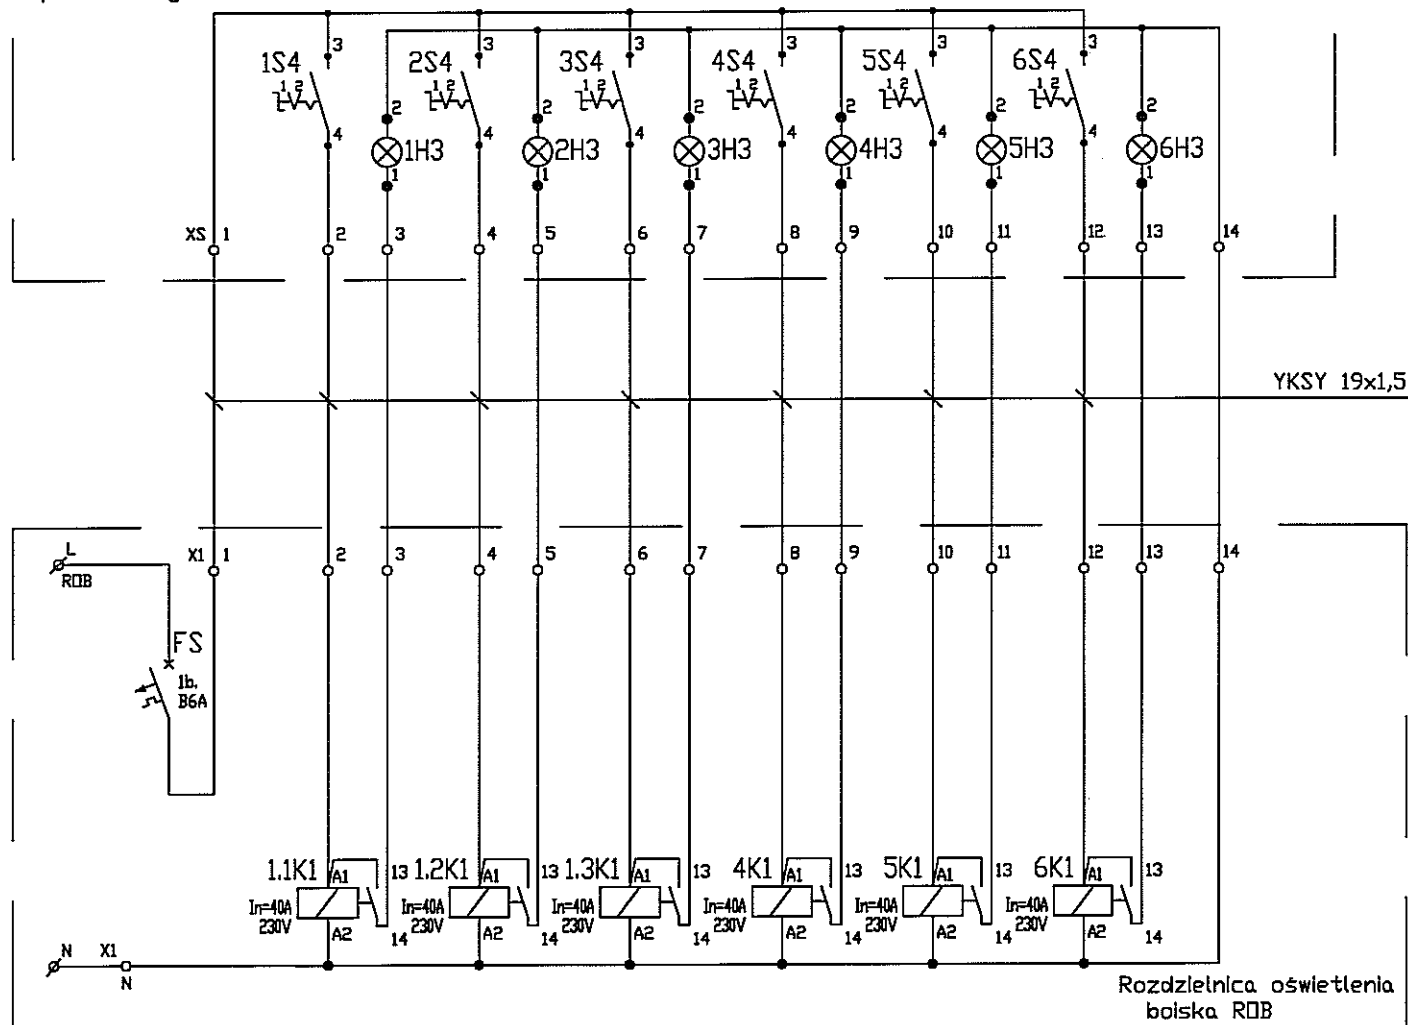 3 3 3 3 3 3
1S4 2S4 3S4 4S4 5S4 6S4
1 2 1 2 1 2 1 2 1 2 1 2
2 2 2 2 2 2
4 4 4 4 4 4
1H3 2H3 3H3 4H3 5H3 6H3
1 1 1 1 1 1
XS 1 2 3 4 5 6 7 8 9 10 11 12 13 14
YKSY 19x1,5
L X1 1 2 3 4 5 6 7 8 9 10 11 12 13 14
ROB
FS
1b.
B6A
1.1K1 A1 13 1.2K1 A1 13 1.3K1 A1 13 4K1 A1 13 5K1 A1 13 6K1 A1 13
In=40A In=40A In=40A In=40A In=40A In=40A
230V A2 14 230V A2 14 230V A2 14 230V A2 14 230V A2 14 230V A2 14
N X1
N
Rozdzielnica oświetlenia
boiska ROB